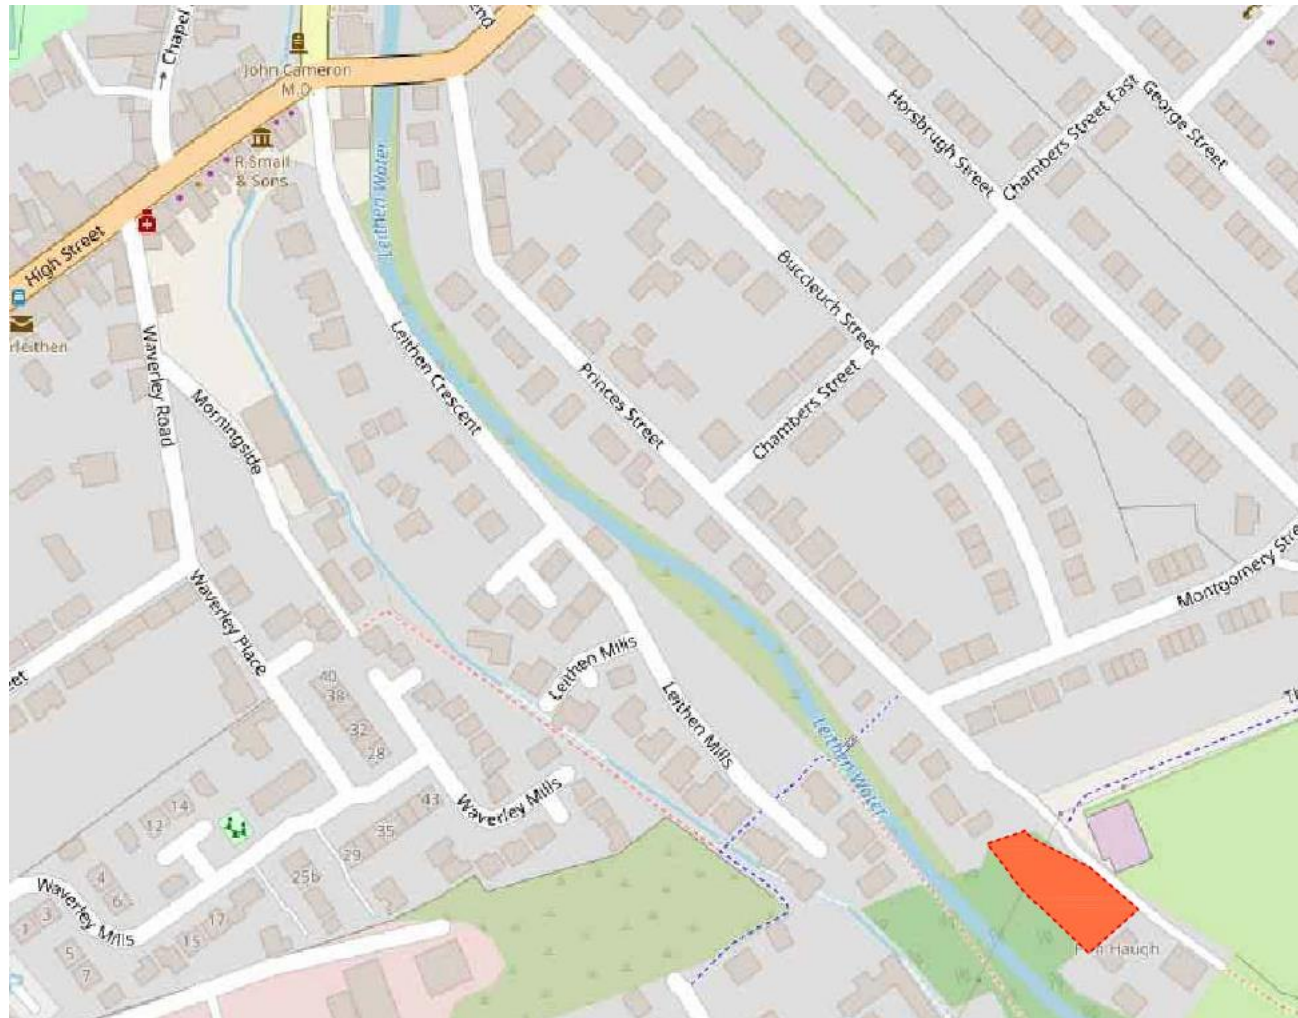 Chapel
John Cameron
M.D.
R Small
& Sons
High Street
Leithen Water
Horsbrugh Street
Chambers Street East
George Street
Buccleuch Street
Waverley Road
Morningside
Leithen Crescent
Princes Street
Chambers Street
Montgomery
Waverley Place
Leithen Mills
Leithen Mills
Leithen Water
40
38
32
28
Waverley Mills
43
35
29
25b
14
12
4
6
Waverley Mills
3
1
5
7
17
15
Haugh